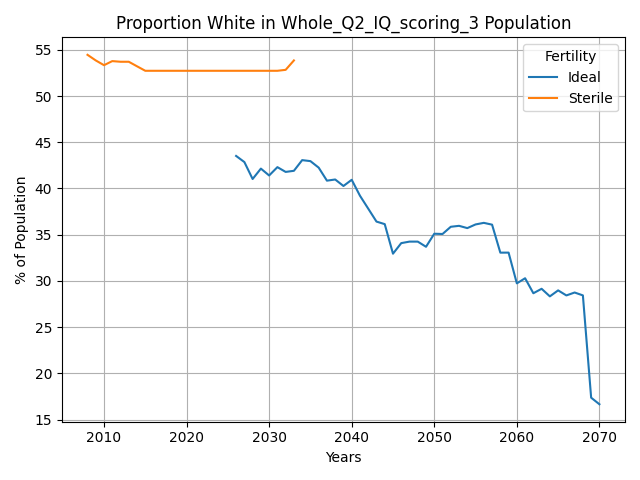 Proportion White in Whole_Q2_IQ_scoring_3 Population
% of Population
55
50
45
40
35
30
25
20
15
Fertility
Ideal
Sterile
2010
2020
2030
2040
2050
2060
2070
Years